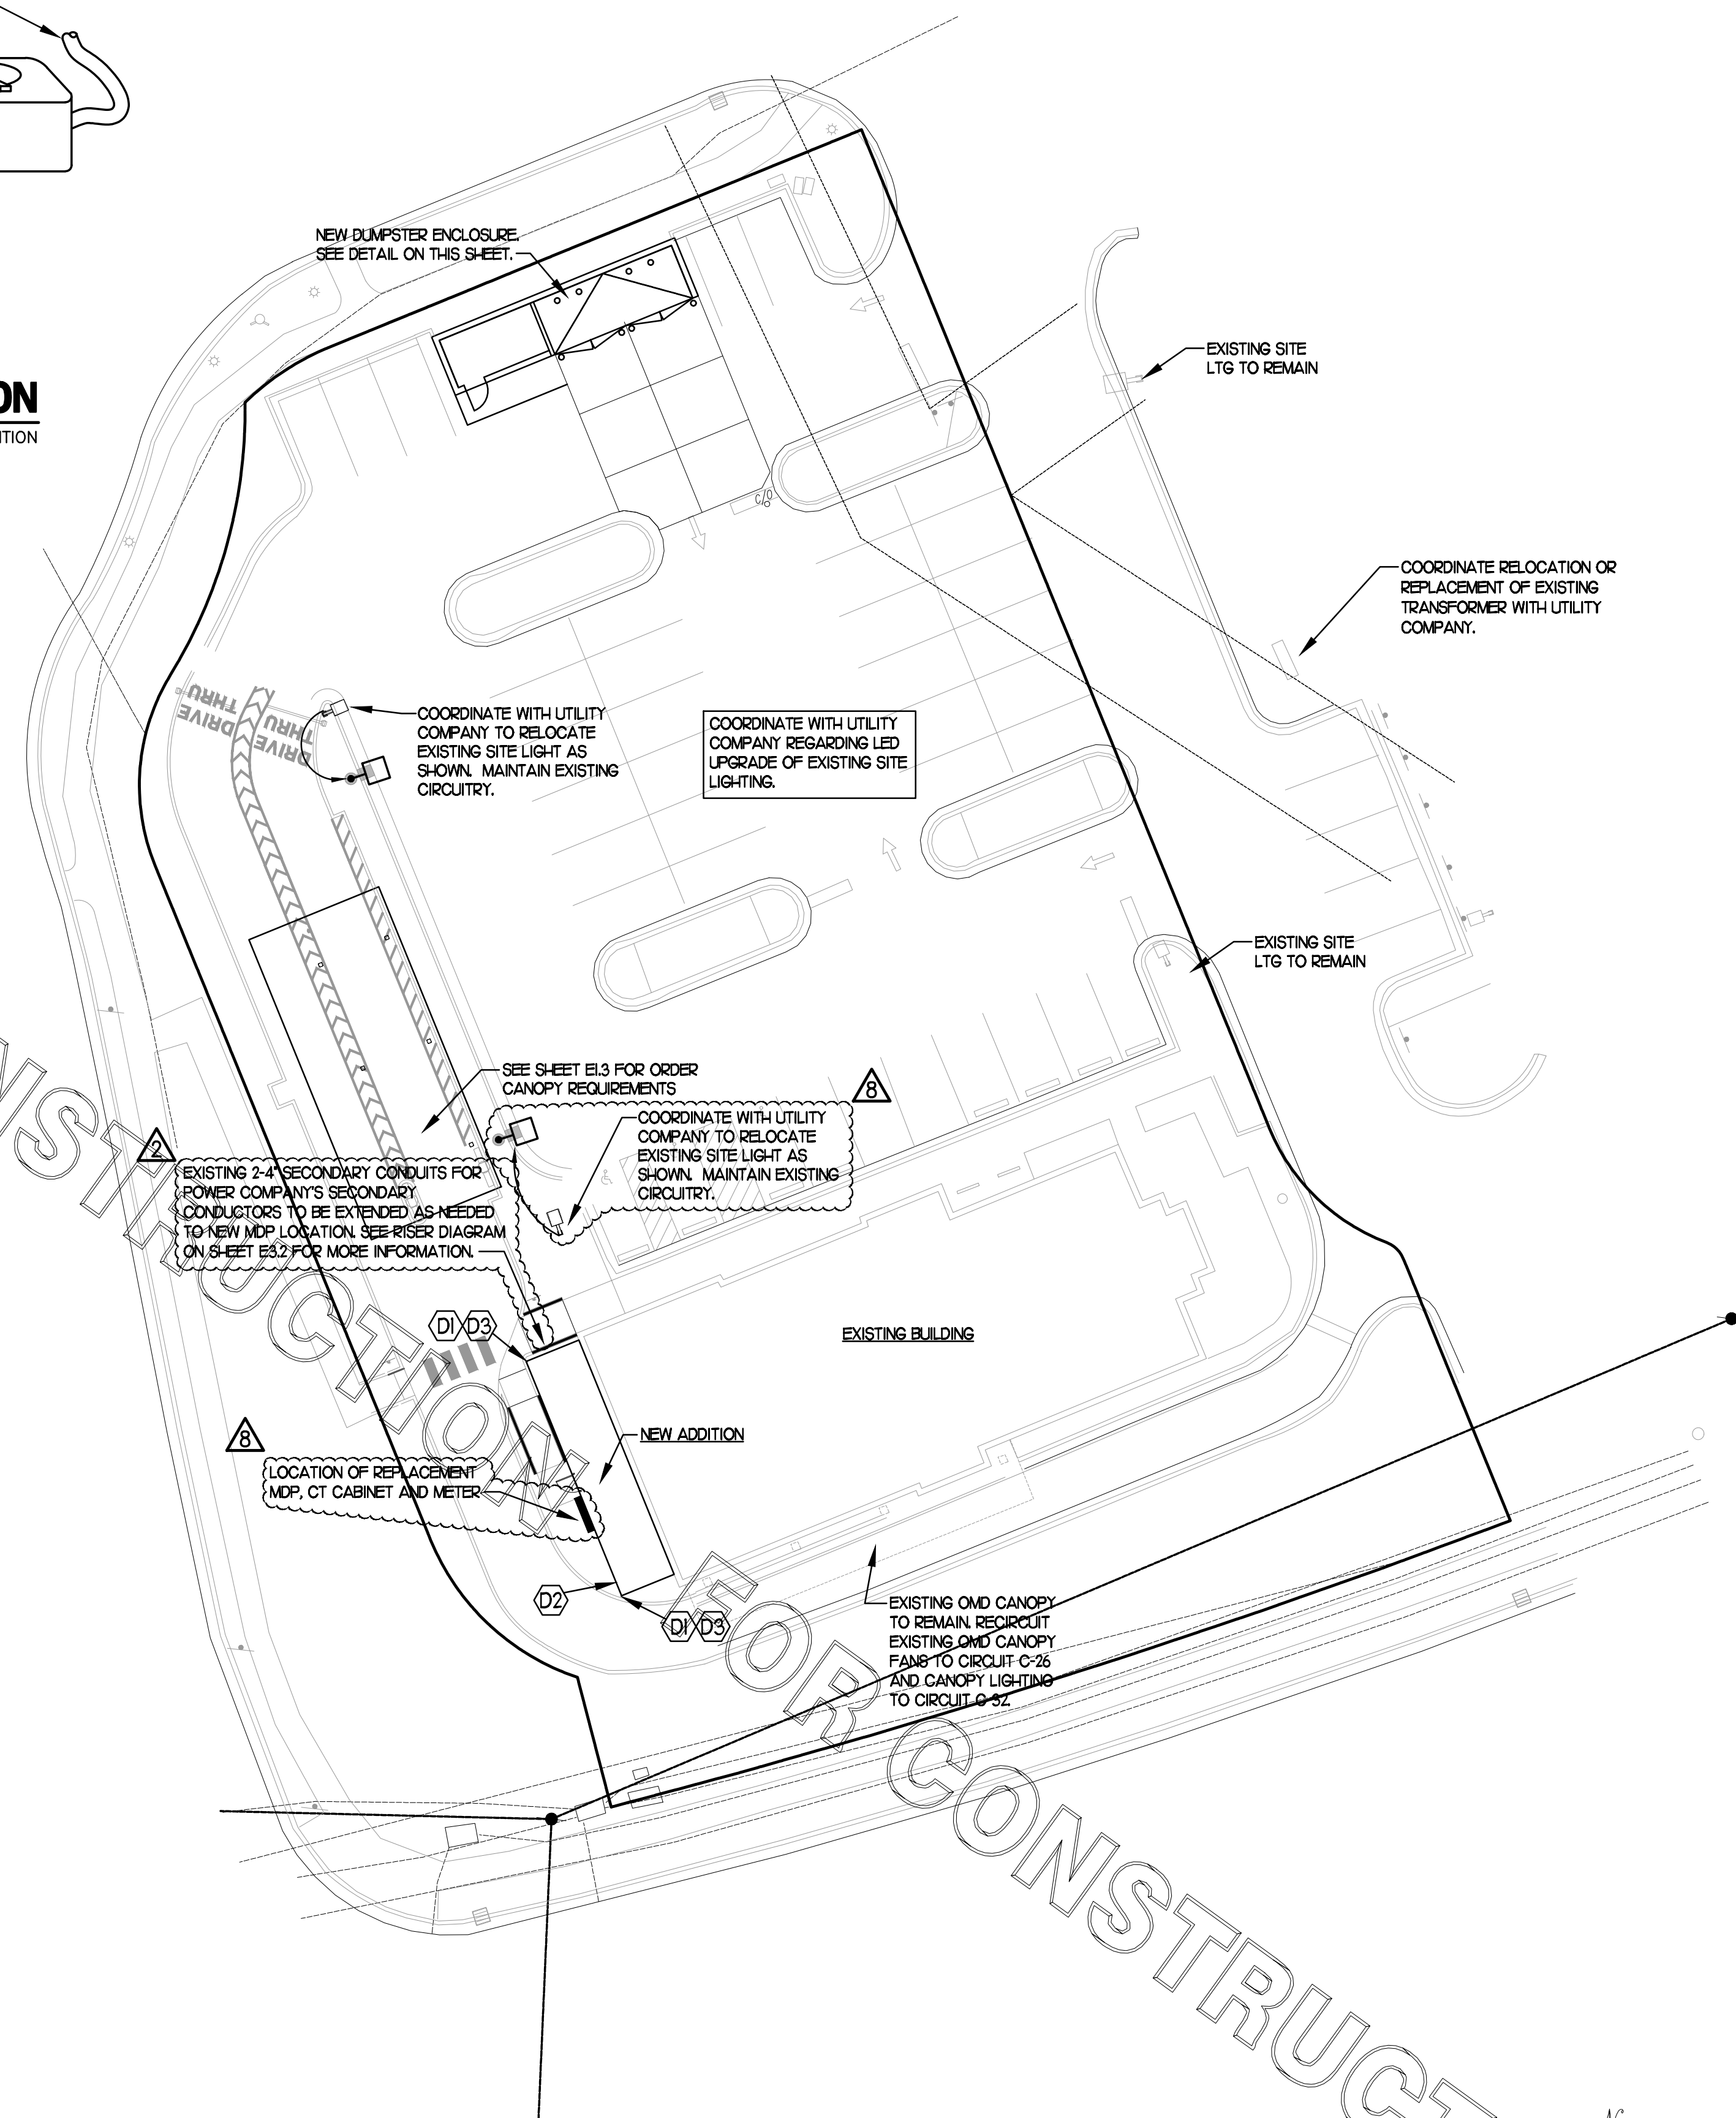 NEW DUMPSTER ENCLOSURE.
SEE DETAIL ON THIS SHEET.
EXISTING SITE
LTG TO REMAIN
ON
ITION
C/O
COORDINATE RELOCATION OR
REPLACEMENT OF EXISTING
TRANSFORMER WITH UTILITY
COMPANY.
DRIVE
THRU
DRIVE
THRU
COORDINATE WITH UTILITY
COMPANY TO RELOCATE
EXISTING SITE LIGHT AS
SHOWN. MAINTAIN EXISTING
CIRCUITRY.
COORDINATE WITH UTILITY
COMPANY REGARDING LED
UPGRADE OF EXISTING SITE
LIGHTING.
EXISTING SITE
LTG TO REMAIN
SEE SHEET E1.3 FOR ORDER
CANOPY REQUIREMENTS
8
COORDINATE WITH UTILITY
COMPANY TO RELOCATE
EXISTING SITE LIGHT AS
SHOWN. MAINTAIN EXISTING
CIRCUITRY.
2
EXISTING 2-4" SECONDARY CONDUITS FOR
POWER COMPANY'S SECONDARY
CONDUCTORS TO BE EXTENDED AS NEEDED
TO NEW MDP LOCATION. SEE RISER DIAGRAM
ON SHEET E3.2 FOR MORE INFORMATION.
D1 D3
EXISTING BUILDING
NEW ADDITION
8
LOCATION OF REPLACEMENT
MDP, CT CABINET AND METER
D2
D1 D3
EXISTING OMD CANOPY
TO REMAIN. RECIRCUIT
EXISTING OMD CANOPY
FANS TO CIRCUIT C-26
AND CANOPY LIGHTING
TO CIRCUIT C-32.
NSTRUCTION
FOR CONSTRUCT
N